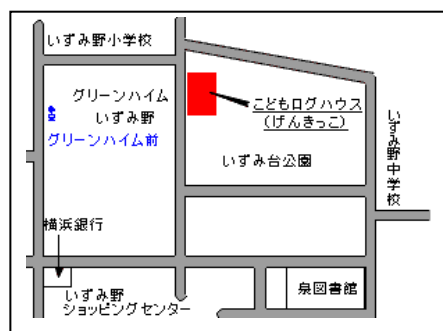 いずみ野小学校
グリーンハイム
いずみ野
グリーンハイム前
こどもログハウス
(げんきっこ)
いずみ台公園
いずみ野中学校
横浜銀行
いずみ野
ショッピングセンター
泉図書館